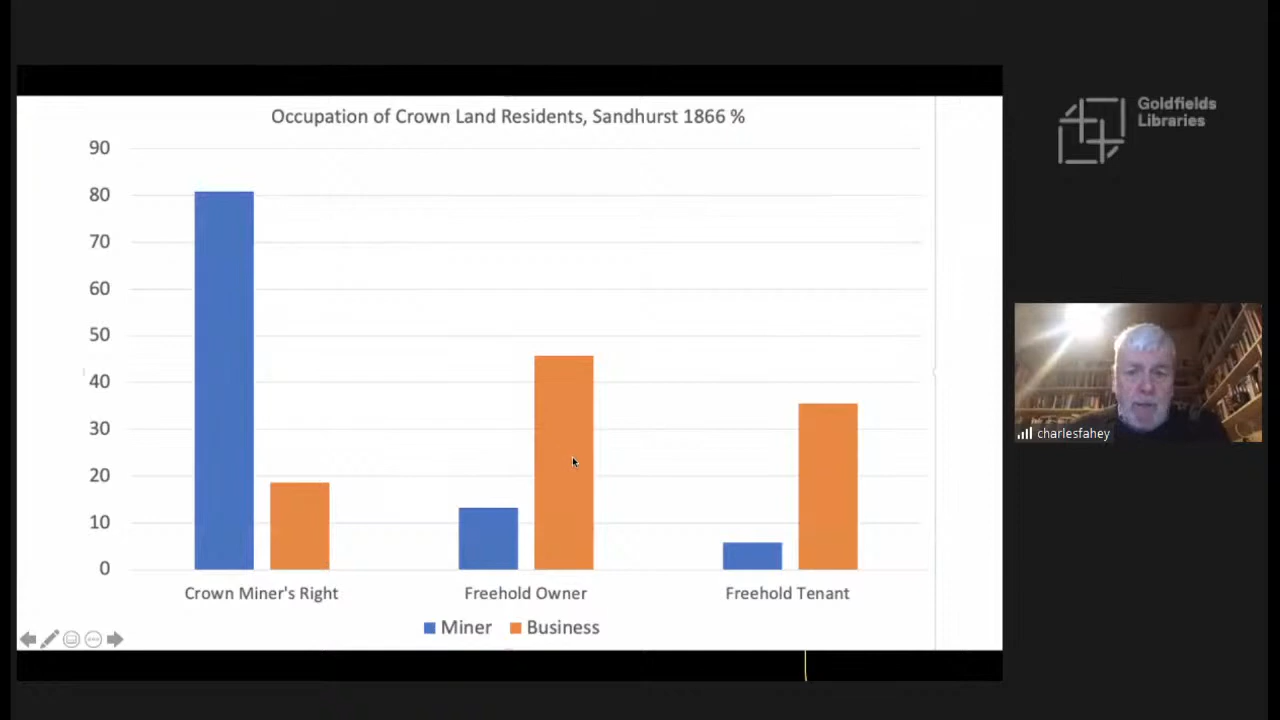 Occupation of Crown Land Residents, Sandhurst 1866 %
90
80
70
60
50
40
30
20
10
0
Crown Miner's Right
Freehold Owner
Freehold Tenant
Miner
Business
Goldfields
Libraries
charlesfahey